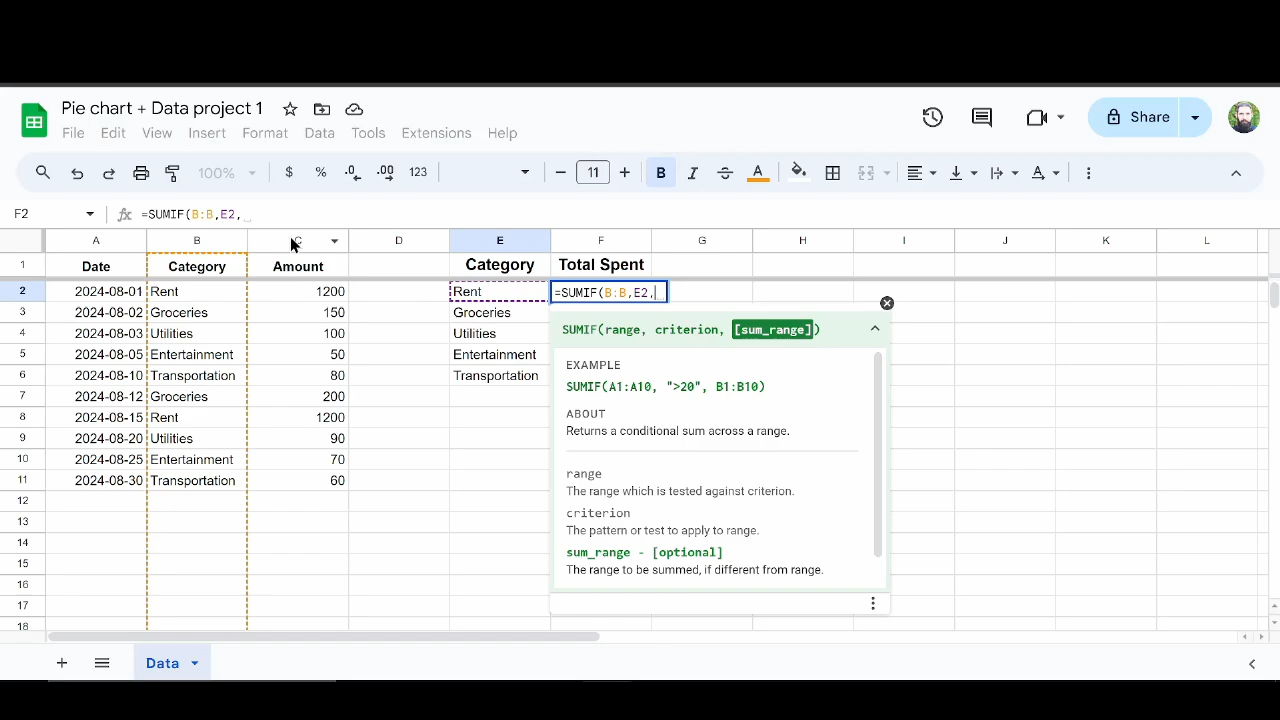 Pie chart + Data project 1
File Edit View Insert Format Data Tools Extensions Help
Share
100% $ % .0 .00 123 11 B I S A A
F2 fx =SUMIF(B:B,E2,
A B C D E F G H I J K L
1 Date Category Amount Category Total Spent
2 2024-08-01 Rent 1200 Rent =SUMIF(B:B,E2,
3 2024-08-02 Groceries 150 Groceries
4 2024-08-03 Utilities 100 Utilities
5 2024-08-05 Entertainment 50 Entertainment
6 2024-08-10 Transportation 80 Transportation
7 2024-08-12 Groceries 200
8 2024-08-15 Rent 1200
9 2024-08-20 Utilities 90
10 2024-08-25 Entertainment 70
11 2024-08-30 Transportation 60
12
13
14
15
16
17
18
SUMIF(range, criterion, [sum_range])
EXAMPLE
SUMIF(A1:A10, ">20", B1:B10)
ABOUT
Returns a conditional sum across a range.
range
The range which is tested against criterion.
criterion
The pattern or test to apply to range.
sum_range - [optional]
The range to be summed, if different from range.
Data